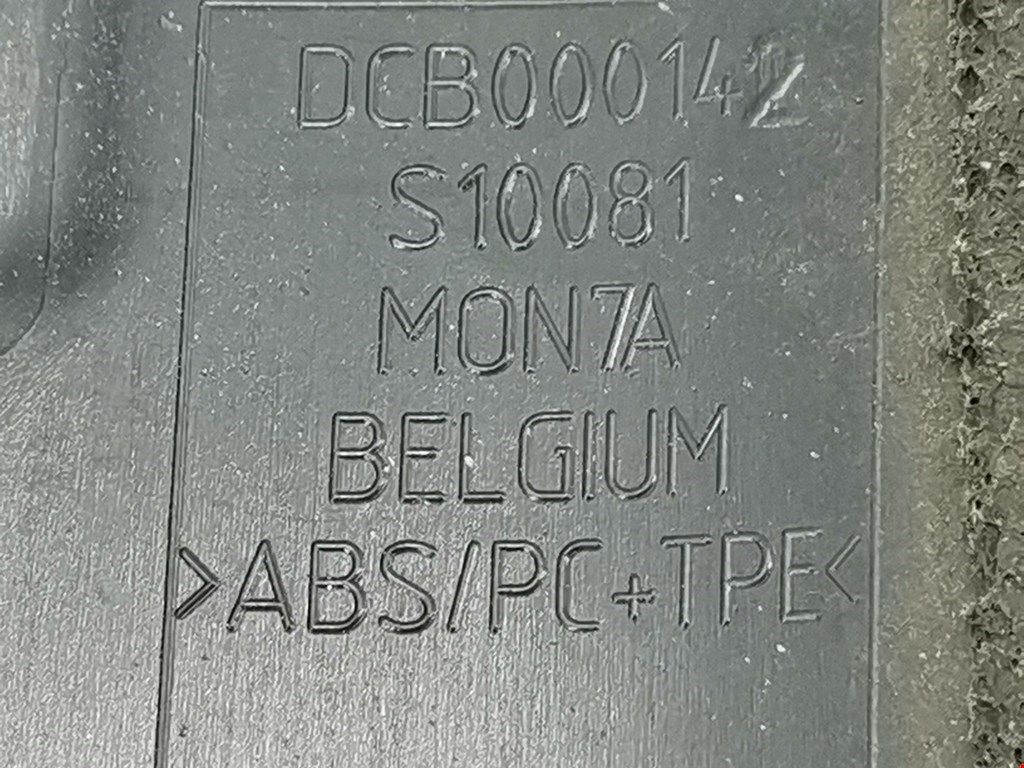 DCB000142
S10081
MON7A
BELGIUM
>ABS/PC+TPE<